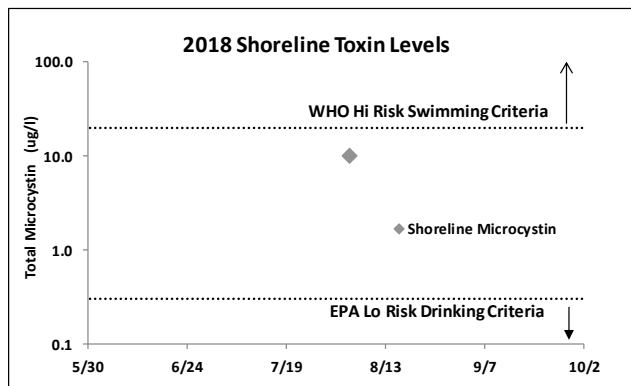 2018 Shoreline Toxin Levels
100.0
WHO Hi Risk Swimming Criteria
10.0
Total Microcystin (ug/l)
Shoreline Microcystin
1.0
EPA Lo Risk Drinking Criteria
0.1
5/30 6/24 7/19 8/13 9/7 10/2